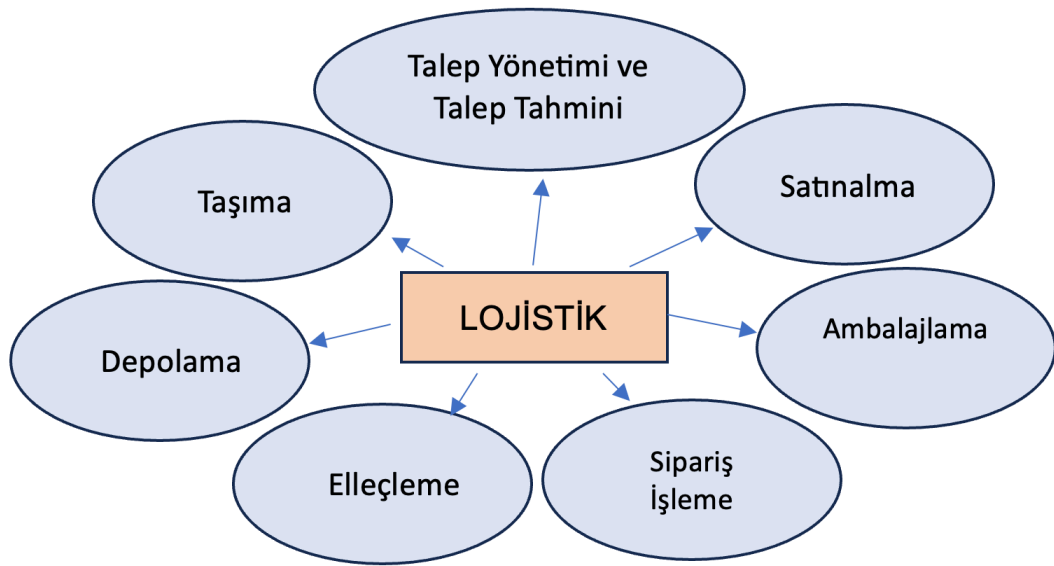 Talep Yönetimi ve
Talep Tahmini
Taşıma
Satınalma
LOJİSTİK
Ambalajlama
Depolama
Elleçleme
Sipariş
İşleme